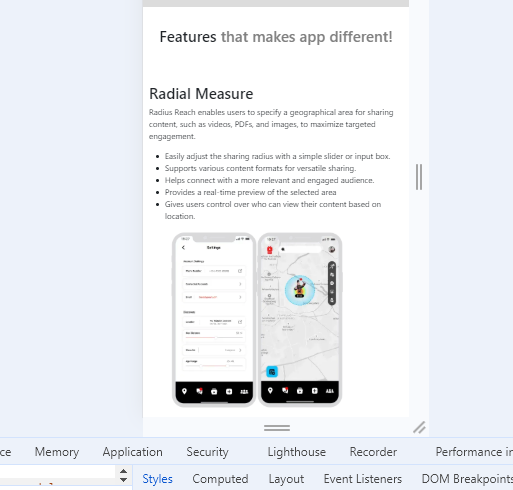 Features that makes app different!
Radial Measure
Radius Reach enables users to specify a geographical area for sharing
content, such as videos, PDFs, and images, to maximize targeted
engagement.
Easily adjust the sharing radius with a simple slider or input box.
Supports various content formats for versatile sharing.
Helps connect with a more relevant and engaged audience.
Provides a real-time preview of the selected area
Gives users control over who can view their content based on
location.
Settings
ce Memory Application Security Lighthouse Recorder Performance in
Styles Computed Layout Event Listeners DOM Breakpoints